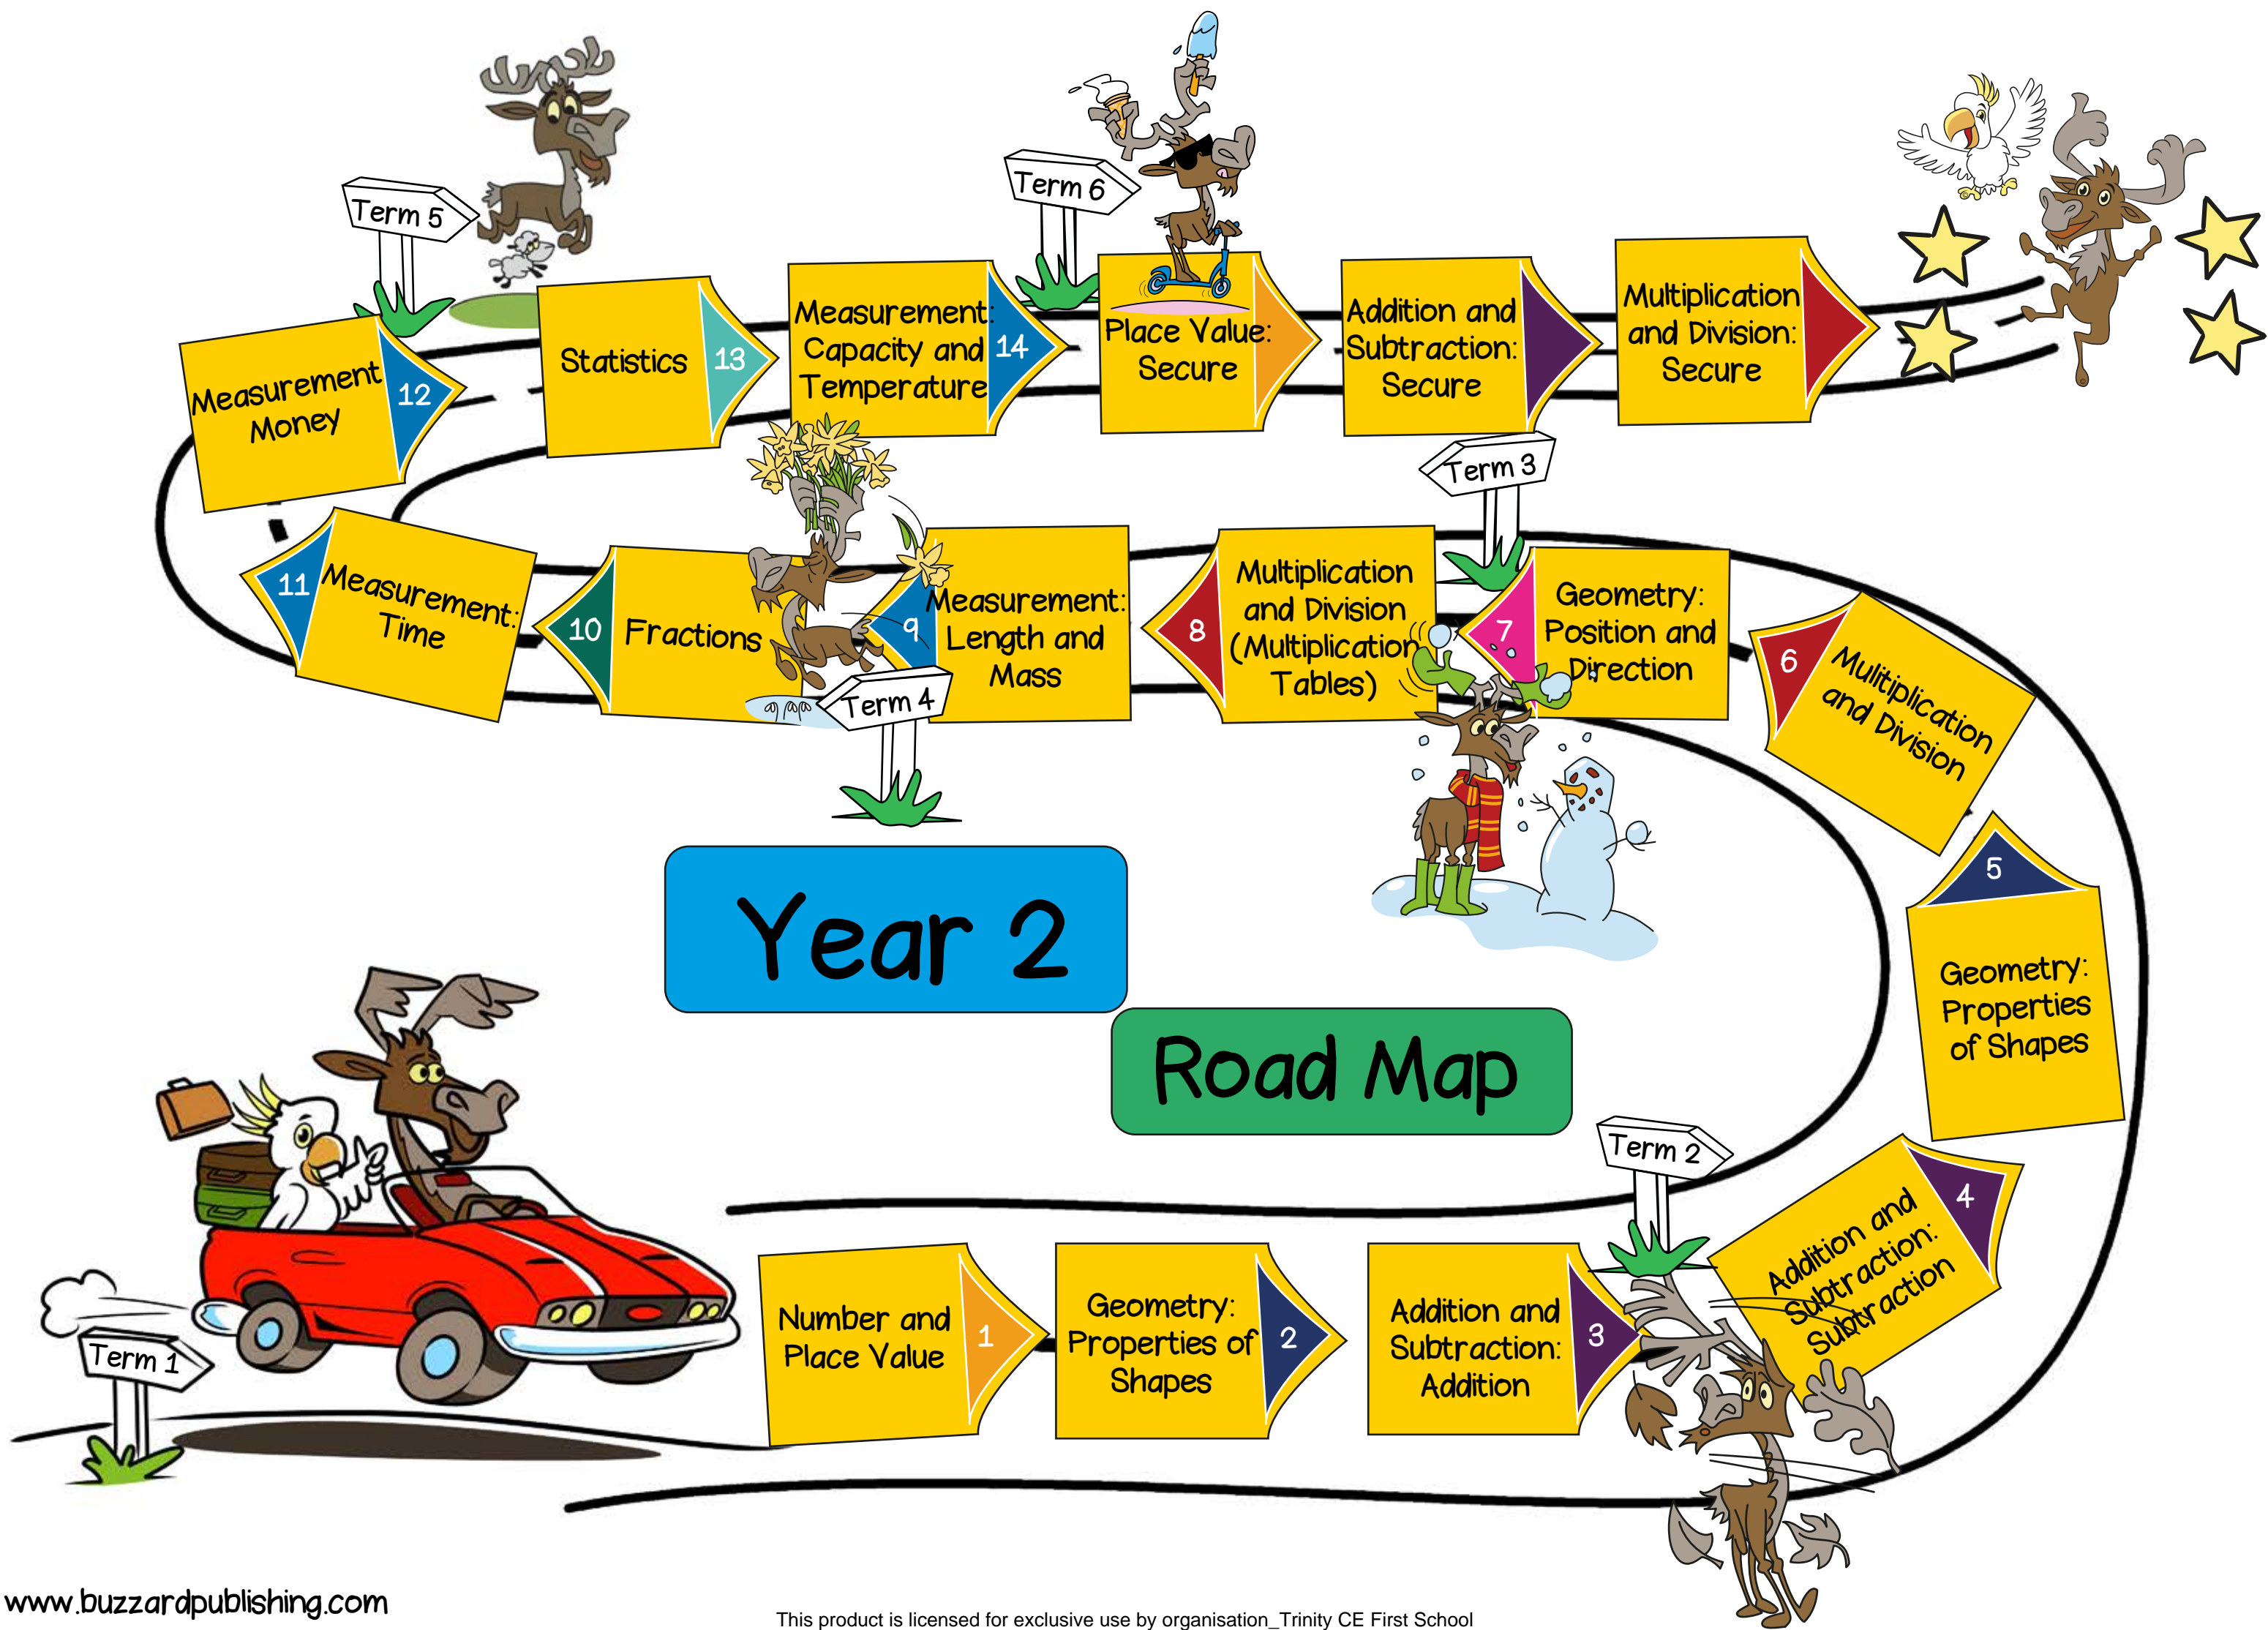 Term 5
Term 6
Measurement
Money
12
Statistics
13
Measurement:
Capacity and
Temperature
14
Place Value:
Secure
Addition and
Subtraction:
Secure
Multiplication
and Division:
Secure
Term 3
11
Measurement:
Time
10
Fractions
9
Measurement:
Length and
Mass
Term 4
8
Multiplication
and Division
(Multiplication
Tables)
7
Geometry:
Position and
Direction
6
Mulitiplication
and Division
5
Geometry:
Properties
of Shapes
Year 2
Road Map
Term 2
4
Addition and
Subtraction:
Subtraction
Term 1
Number and
Place Value
1
Geometry:
Properties of
Shapes
2
Addition and
Subtraction:
Addition
3
www.buzzardpublishing.com
This product is licensed for exclusive use by organisation_Trinity CE First School